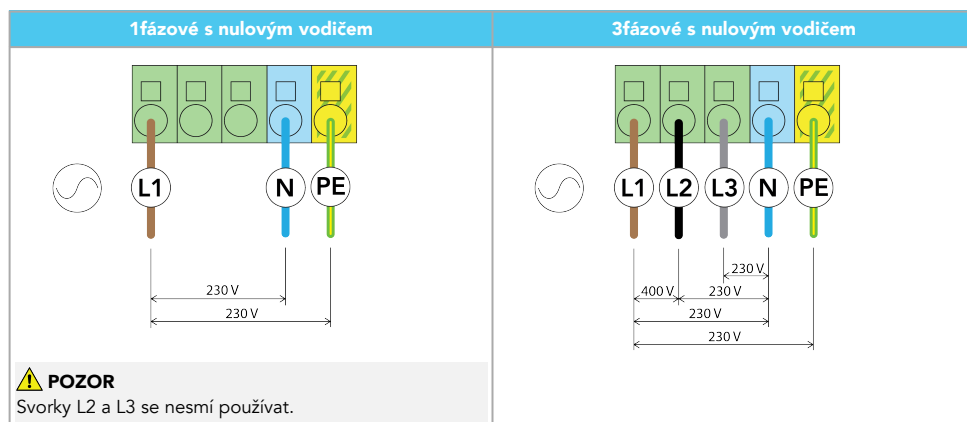 1fázové s nulovým vodičem
L1
N
PE
230 V
230 V
POZOR
Svorky L2 a L3 se nesmí používat.
3fázové s nulovým vodičem
L1
L2
L3
N
PE
230 V
400 V
230 V
230 V
230 V